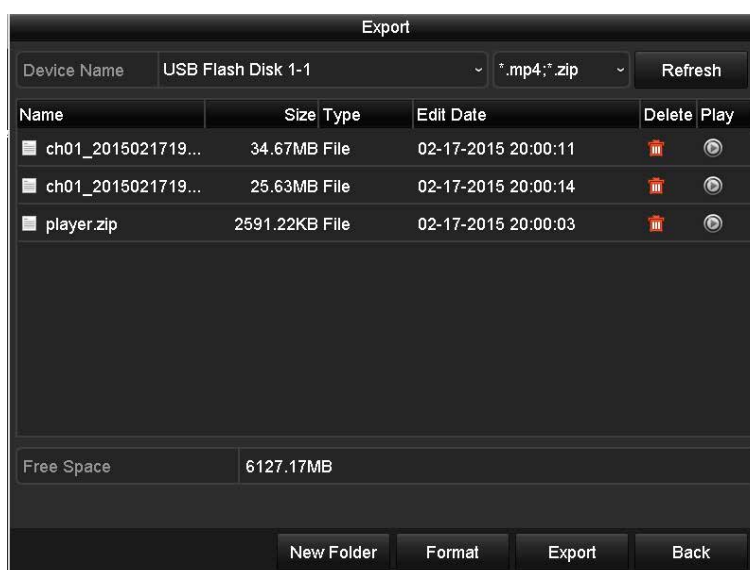 Export
Device Name USB Flash Disk 1-1 *.mp4;*.zip Refresh
Name Size Type Edit Date Delete Play
ch01_2015021719... 34.67MB File 02-17-2015 20:00:11
ch01_2015021719... 25.63MB File 02-17-2015 20:00:14
player.zip 2591.22KB File 02-17-2015 20:00:03
Free Space 6127.17MB
New Folder Format Export Back